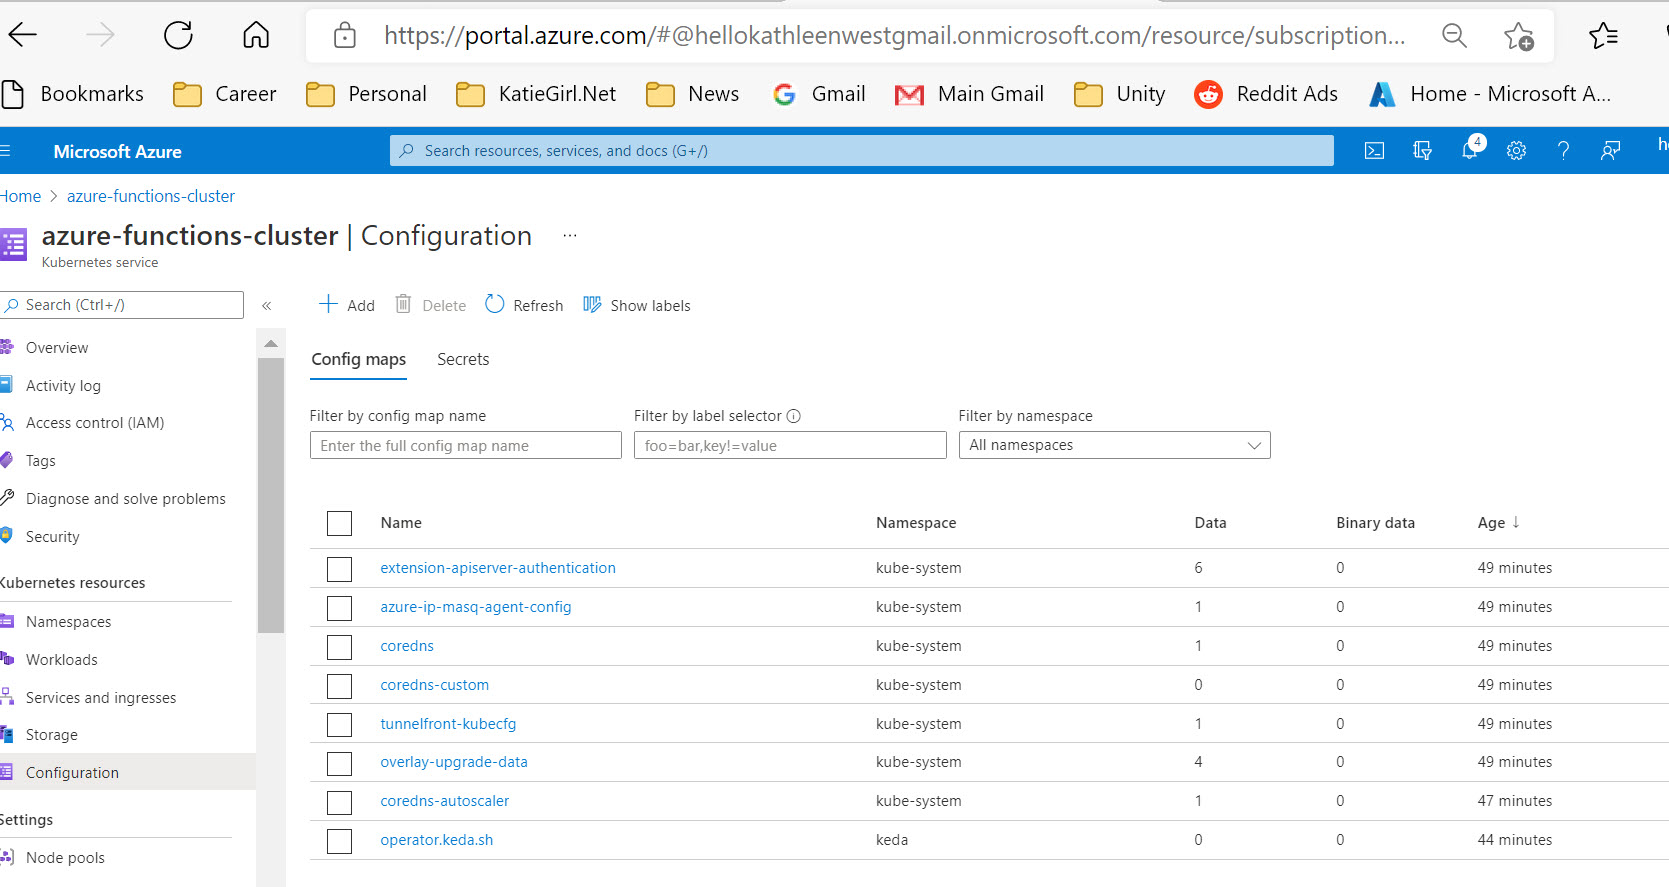 https://portal.azure.com/#@hellokathleenwestgmail.onmicrosoft.com/resource/subscription...
Bookmarks Career Personal KatieGirl.Net News Gmail Main Gmail Unity Reddit Ads Home - Microsoft A...
Microsoft Azure Search resources, services, and docs (G+/) 4
Home > azure-functions-cluster
azure-functions-cluster | Configuration ...
Kubernetes service
Search (Ctrl+/) «
Add Delete Refresh Show labels
Overview
Activity log
Access control (IAM)
Tags
Diagnose and solve problems
Security
Kubernetes resources
Namespaces
Workloads
Services and ingresses
Storage
Configuration
Settings
Node pools
Config maps Secrets
Filter by config map name Filter by label selector Filter by namespace
Enter the full config map name foo=bar,key!=value All namespaces
Name Namespace Data Binary data Age ↓
extension-apiserver-authentication kube-system 6 0 49 minutes
azure-ip-masq-agent-config kube-system 1 0 49 minutes
coredns kube-system 1 0 49 minutes
coredns-custom kube-system 0 0 49 minutes
tunnelfront-kubecfg kube-system 1 0 49 minutes
overlay-upgrade-data kube-system 4 0 49 minutes
coredns-autoscaler kube-system 1 0 47 minutes
operator.keda.sh keda 0 0 44 minutes